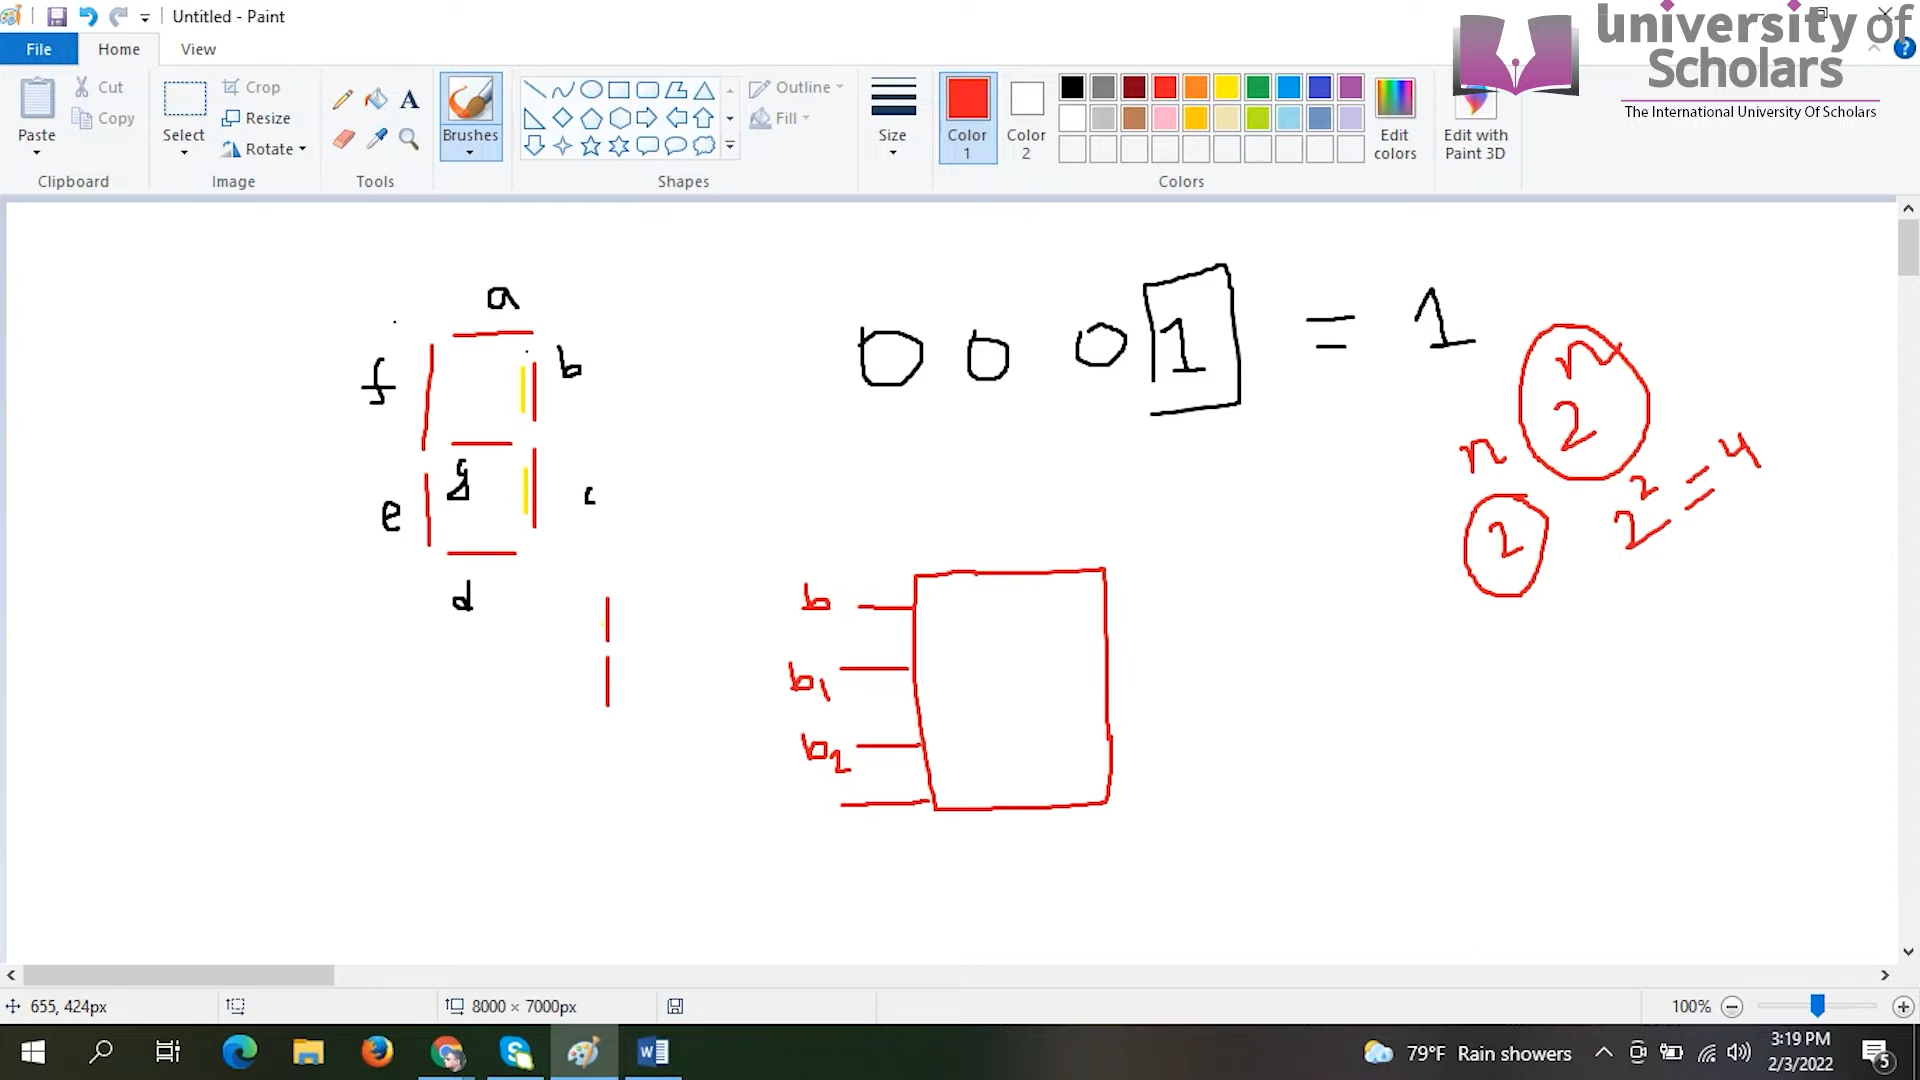 Untitled - Paint
File
Home
View
Paste
Cut
Copy
Clipboard
Select
Crop
Resize
Rotate
Image
Tools
Brushes
Shapes
Outline
Fill
Size
Color 1
Color 2
Colors
Edit colors
Edit with Paint 3D
University of
Scholars
The International University Of Scholars
a
f
b
g
e
c
d
0 0 0 1 = 1
n
2
n
2
2² = 4
b
b1
b2
655, 424px
8000 × 7000px
100%
79°F Rain showers
3:19 PM
2/3/2022
5